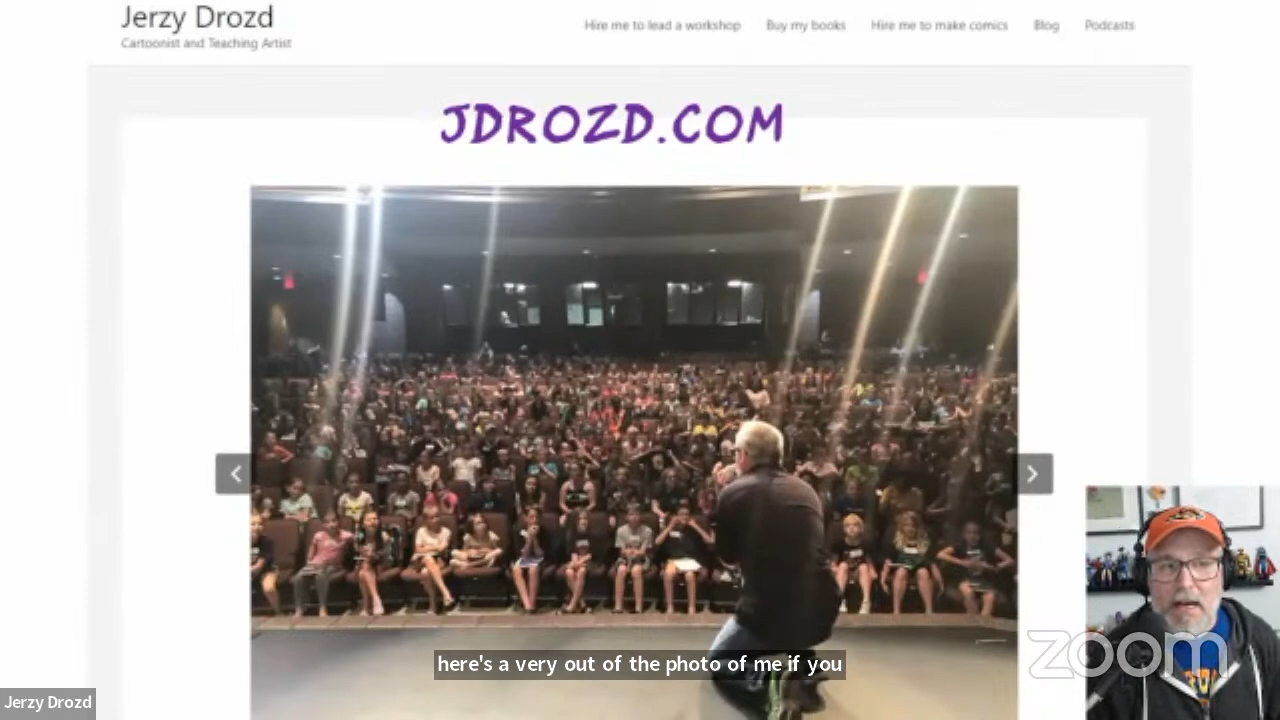 Jerzy Drozd
Cartoonist and Teaching Artist
Hire me to lead a workshop Buy my books Hire me to make comics Blog Podcasts
JDROZD.COM
here's a very out of the photo of me if you
zoom
Jerzy Drozd